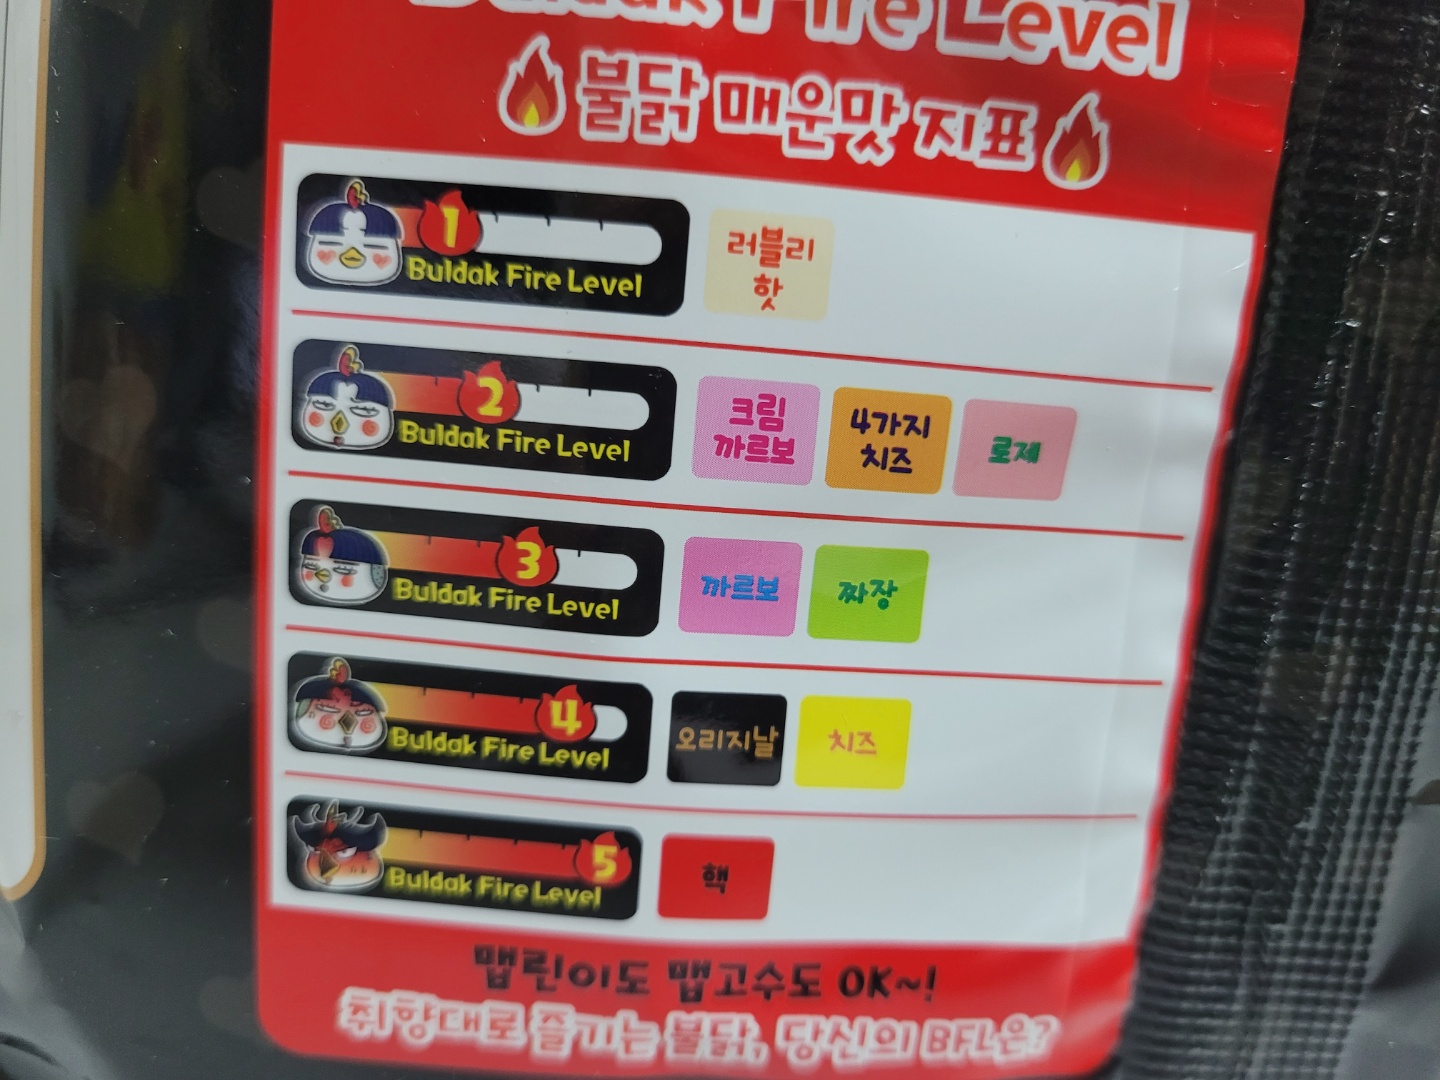 Buldak Fire Level
불닭 매운맛 지표
1
Buldak Fire Level
러블리
핫
2
Buldak Fire Level
크림
까르보
4가지
치즈
로제
3
Buldak Fire Level
까르보
짜장
4
Buldak Fire Level
오리지날
치즈
5
Buldak Fire Level
핵
맵린이도 맵고수도 OK~!
취향대로 즐기는 불닭, 당신의 BFL은?